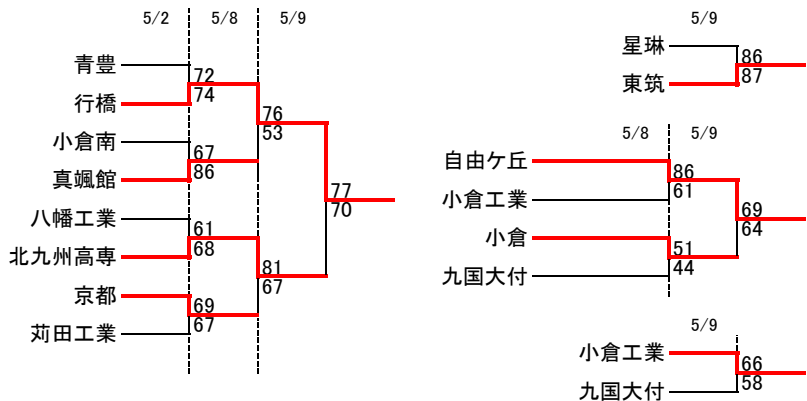 5/2 5/8 5/9
青豊
72
行橋
74
76
小倉南
53
67
真颯館
86
77
八幡工業
70
61
北九州高専
68
81
京都
67
69
苅田工業
67
5/9
星琳
86
東筑
87
5/8 5/9
自由ケ丘
86
小倉工業
61
69
小倉
64
51
九国大付
44
5/9
小倉工業
66
九国大付
58